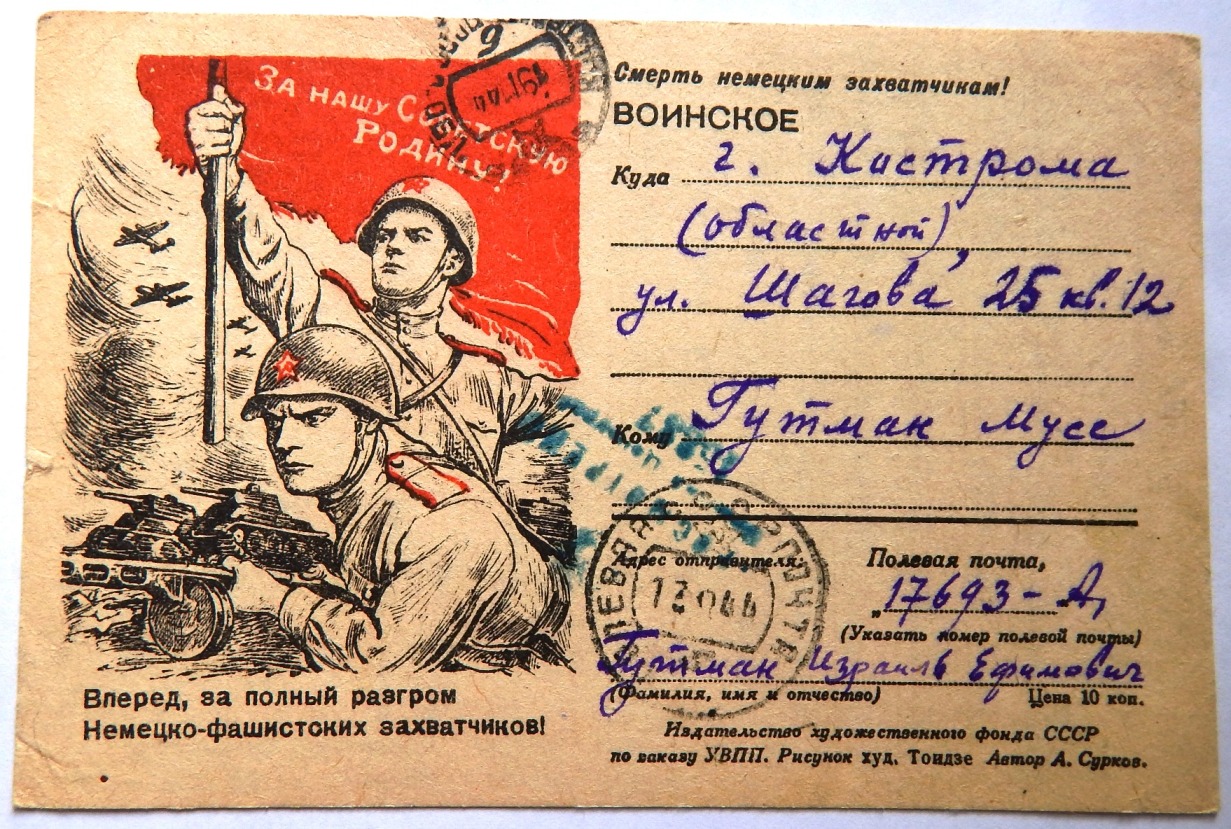 За нашу Советскую
Родину!
Смерть немецким захватчикам!
ВОИНСКОЕ
Куда г. Кострома
(областной),
ул. Шагова 25 кв. 12
Кому Гутман Мусе
Адрес отправителя:
Полевая почта,
„17693-А,
(Указать номер полевой почты)
Гутман Израиль Ефимович
(Фамилия, имя и отчество) Цена 10 коп.
Вперед, за полный разгром
Немецко-фашистских захватчиков!
Издательство художественного фонда СССР
по заказу УВПП. Рисунок худ. Тоидзе Автор А. Сурков.
ПОЛЕВАЯ ПОЧТА